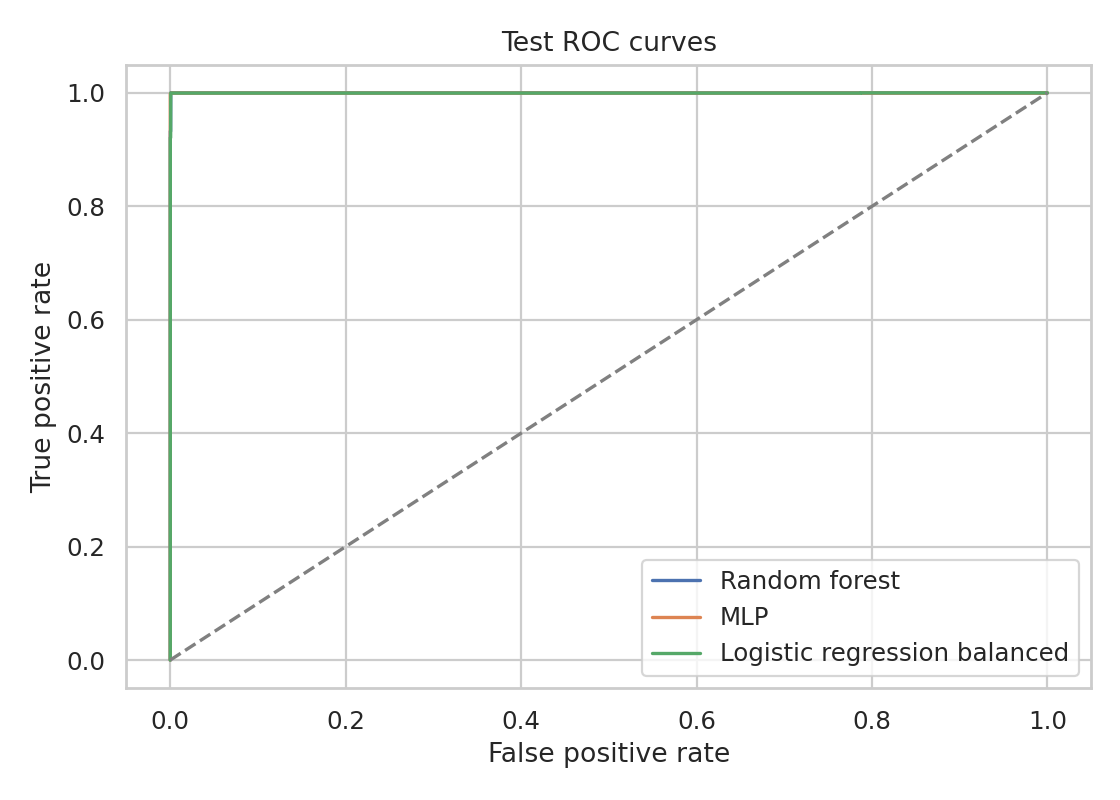 Test ROC curves
True positive rate
1.0
0.8
0.6
0.4
0.2
0.0
Random forest
MLP
Logistic regression balanced
0.0 0.2 0.4 0.6 0.8 1.0
False positive rate